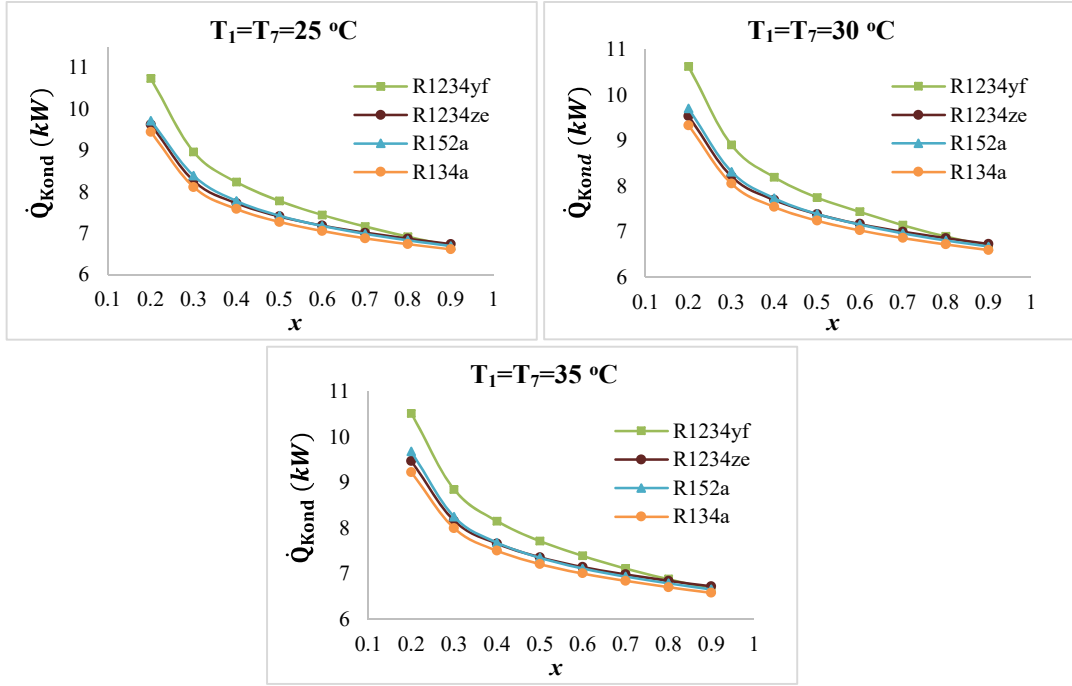 T₁=T₇=25 ᵒC
11
10
9
8
7
6
Q̇Kond (kW)
0.1 0.2 0.3 0.4 0.5 0.6 0.7 0.8 0.9 1
x
R1234yf
R1234ze
R152a
R134a
T₁=T₇=30 ᵒC
11
10
9
8
7
6
Q̇Kond (kW)
0.1 0.2 0.3 0.4 0.5 0.6 0.7 0.8 0.9 1
x
R1234yf
R1234ze
R152a
R134a
T₁=T₇=35 ᵒC
11
10
9
8
7
6
Q̇Kond (kW)
0.1 0.2 0.3 0.4 0.5 0.6 0.7 0.8 0.9 1
x
R1234yf
R1234ze
R152a
R134a